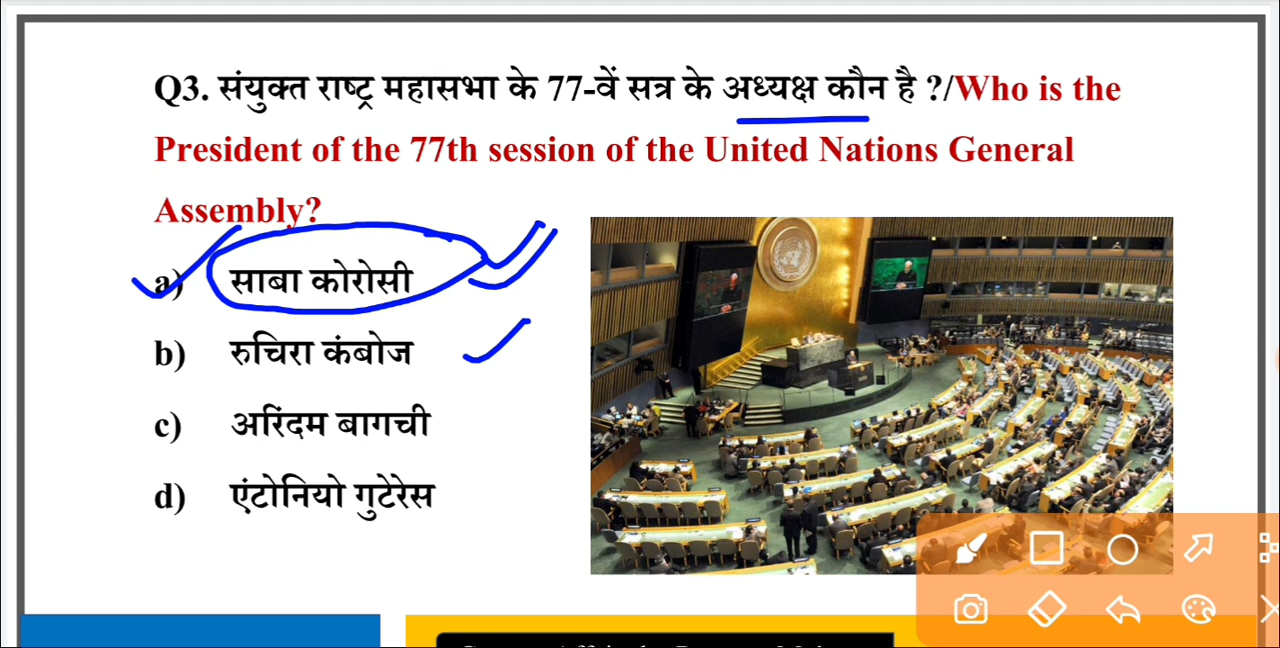 Q3. संयुक्त राष्ट्र महासभा के 77-वें सत्र के अध्यक्ष कौन है ?/Who is the
President of the 77th session of the United Nations General
Assembly?
a) साबा कोरोसी
b) रुचिरा कंबोज
c) अरिंदम बागची
d) एंटोनियो गुटेरेस